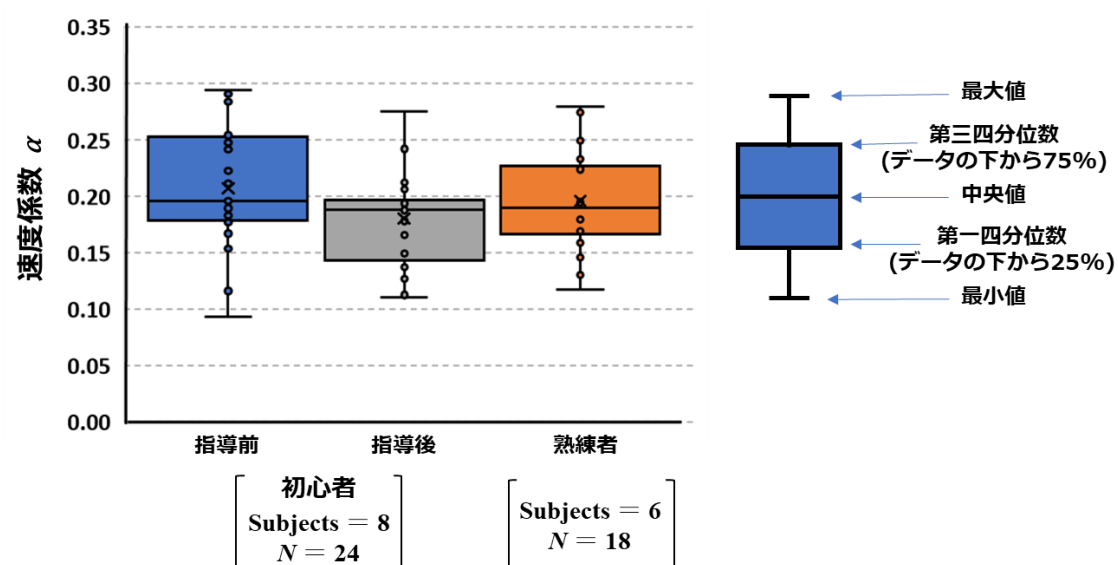 0.35
0.30
0.25
0.20
0.15
0.10
0.05
0.00
速度係数 α
指導前
指導後
熟練者
初心者
Subjects = 8
N = 24
Subjects = 6
N = 18
最大値
第三四分位数
(データの下から75%)
中央値
第一四分位数
(データの下から25%)
最小値